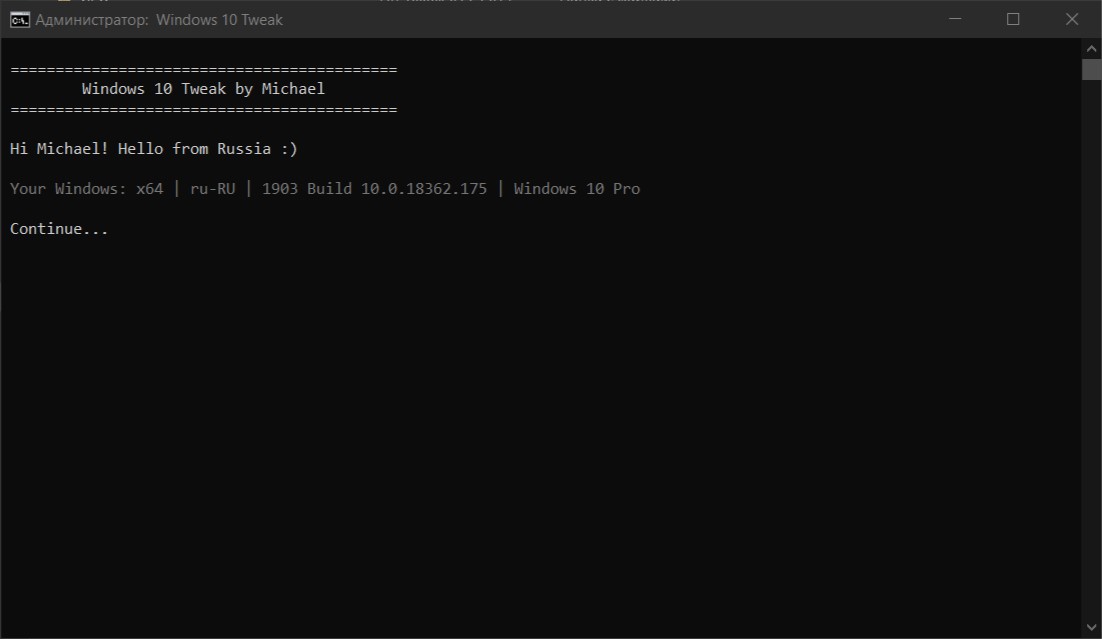 Администратор: Windows 10 Tweak
===========================================
Windows 10 Tweak by Michael
===========================================
Hi Michael! Hello from Russia :)
Your Windows: x64 | ru-RU | 1903 Build 10.0.18362.175 | Windows 10 Pro
Continue...